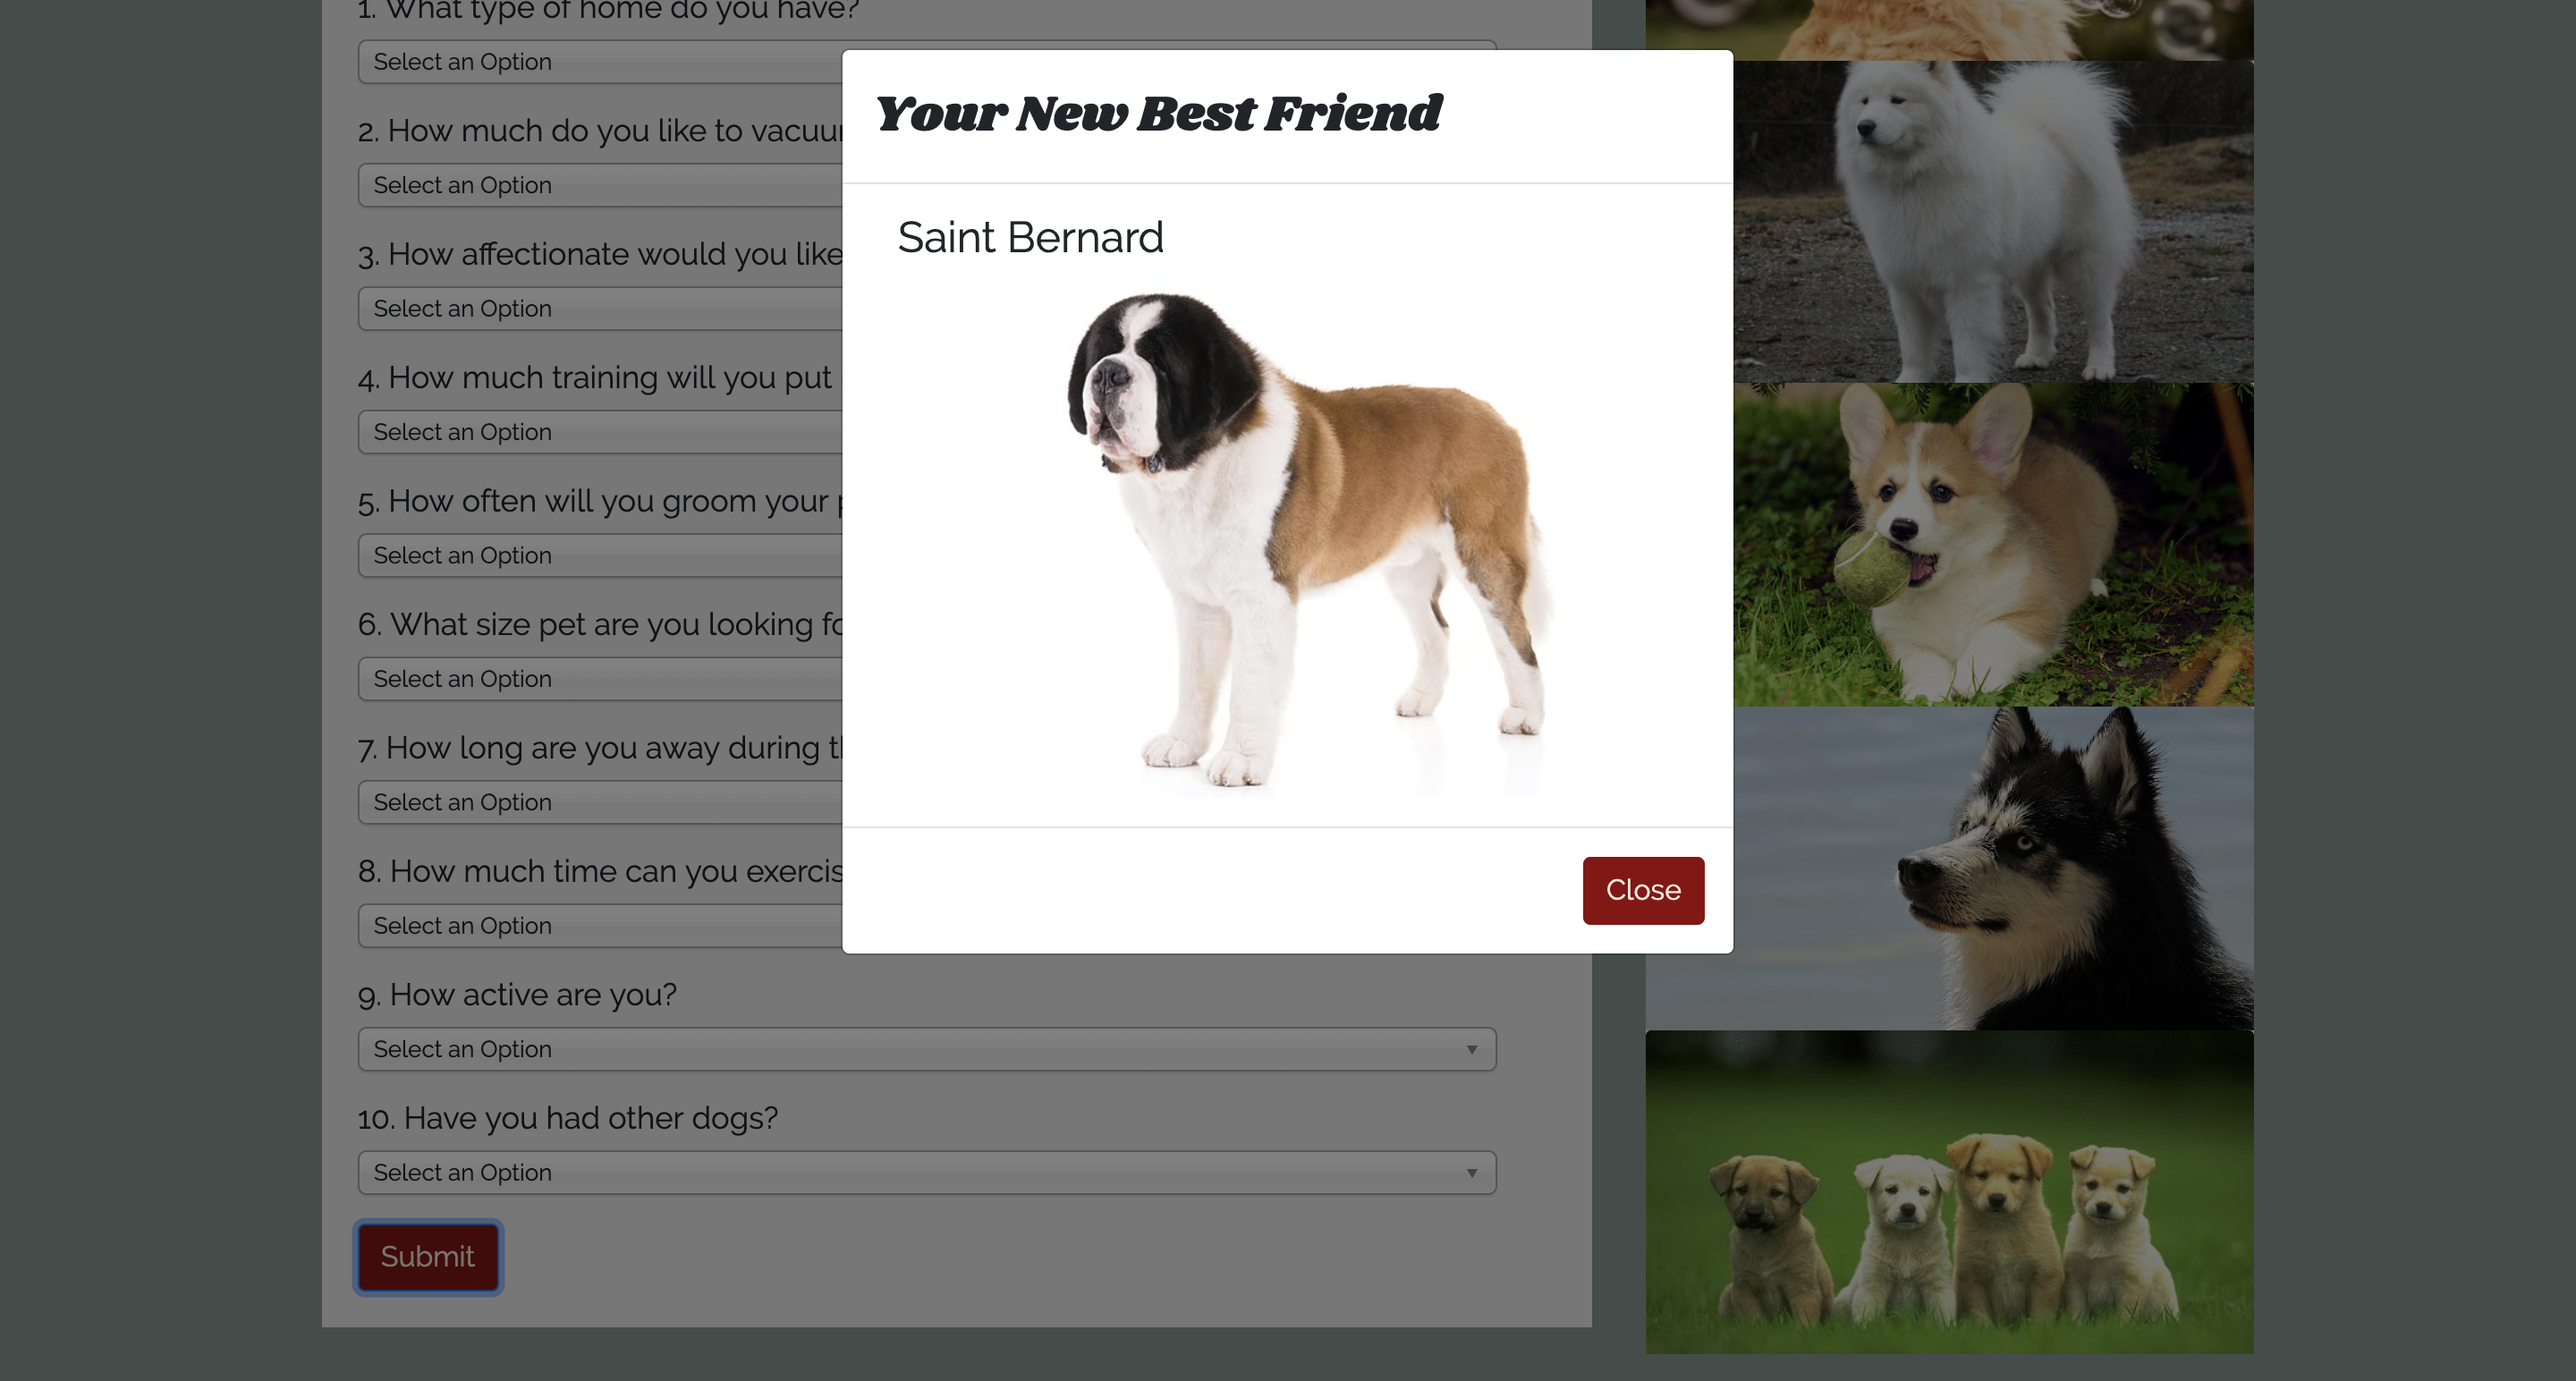 1. What type of home do you have?
Select an Option
2. How much do you like to
Select an Option
3. How affectionate would you like
Select an Option
4. How much training will you put
Select an Option
5. How often will you groom your
Select an Option
6. What size pet are you looking
Select an Option
7. How long are you away during
Select an Option
8. How much time can you
Select an Option
9. How active are you?
Select an Option
10. Have you had other dogs?
Select an Option
Submit
Your New Best Friend
Saint Bernard
Close